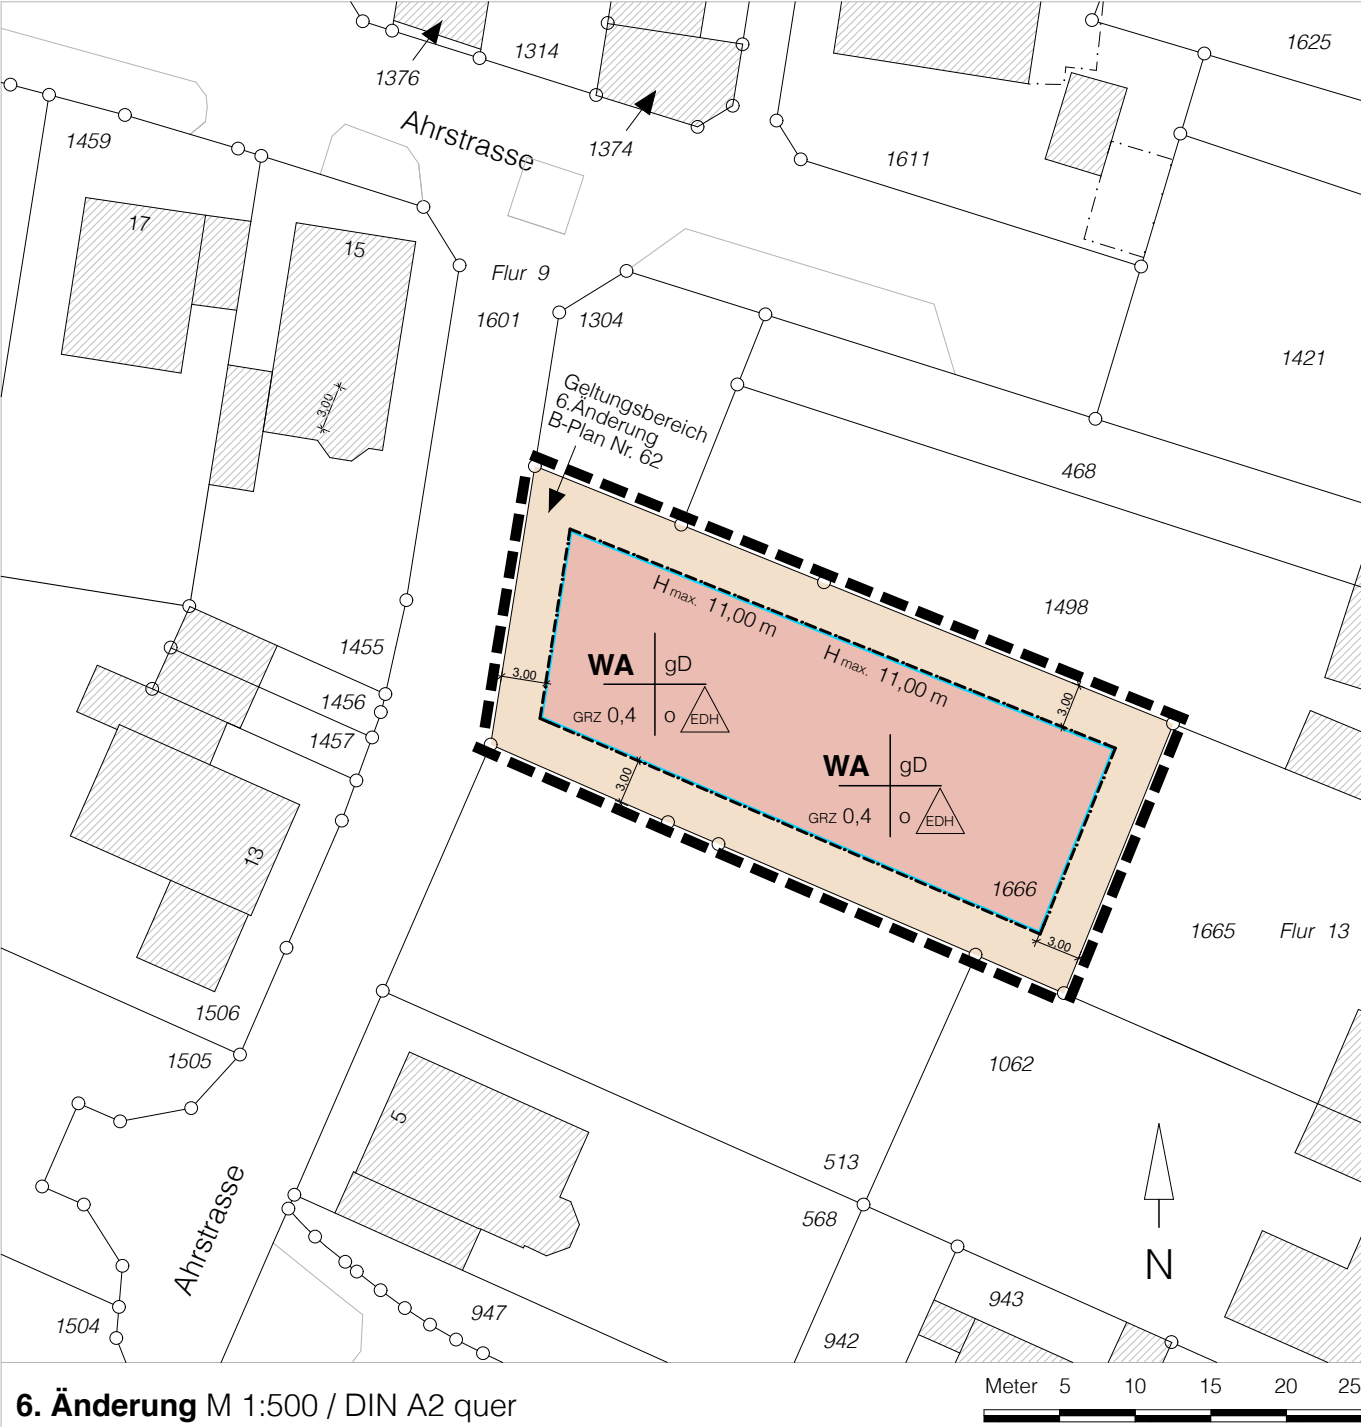 1376
1314
1625
Ahrstrasse
1374
1459
1611
17
15
Flur 9
1601
1304
1421
3,00
Geltungsbereich
6.Änderung
B-Plan Nr. 62
468
1498
H max. 11,00 m
H max. 11,00 m
1455
WA gD
3,00
GRZ 0,4 o EDH
3,00
1456
1457
WA gD
3,00
GRZ 0,4 o EDH
13
1666
1665
Flur 13
3,00
1506
1505
1062
5
513
568
Ahrstrasse
N
943
947
1504
942
6. Änderung M 1:500 / DIN A2 quer
Meter 5 10 15 20 25